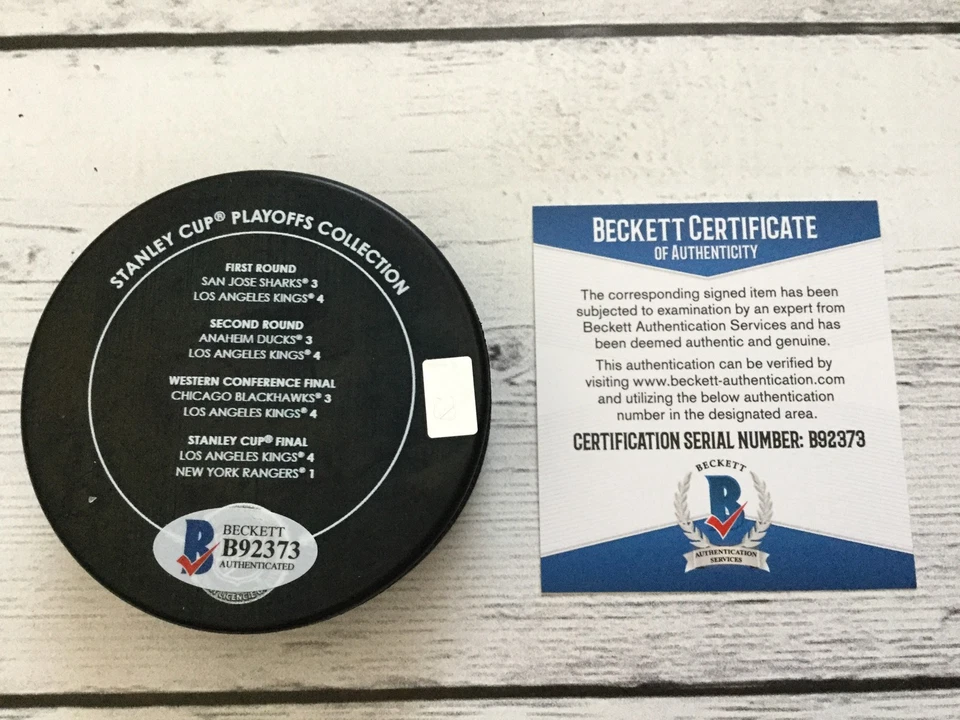 STANLEY CUP® PLAYOFFS COLLECTION
FIRST ROUND
SAN JOSE SHARKS® 3
LOS ANGELES KINGS® 4
SECOND ROUND
ANAHEIM DUCKS® 3
LOS ANGELES KINGS® 4
WESTERN CONFERENCE FINAL
CHICAGO BLACKHAWKS® 3
LOS ANGELES KINGS® 4
STANLEY CUP® FINAL
LOS ANGELES KINGS® 4
NEW YORK RANGERS® 1
B
BECKETT
B92373
AUTHENTICATED
BECKETT CERTIFICATE
OF AUTHENTICITY
The corresponding signed item has been
subjected to examination by an expert from
Beckett Authentication Services and has
been deemed authentic and genuine.
This authentication can be verified by
visiting www.beckett-authentication.com
and utilizing the below authentication
number in the designated area.
CERTIFICATION SERIAL NUMBER: B92373
BECKETT
B
AUTHENTICATION
SERVICES